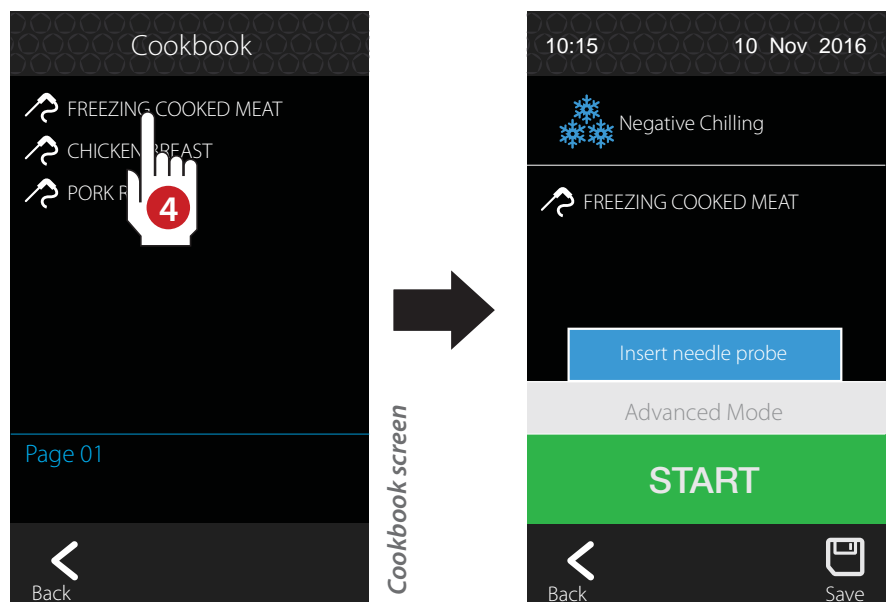 Cookbook
FREEZING COOKED MEAT
CHICKEN BREAST
PORK R
4
Page 01
Back
Cookbook screen
10:15 10 Nov 2016
Negative Chilling
FREEZING COOKED MEAT
Insert needle probe
Advanced Mode
START
Back
Save